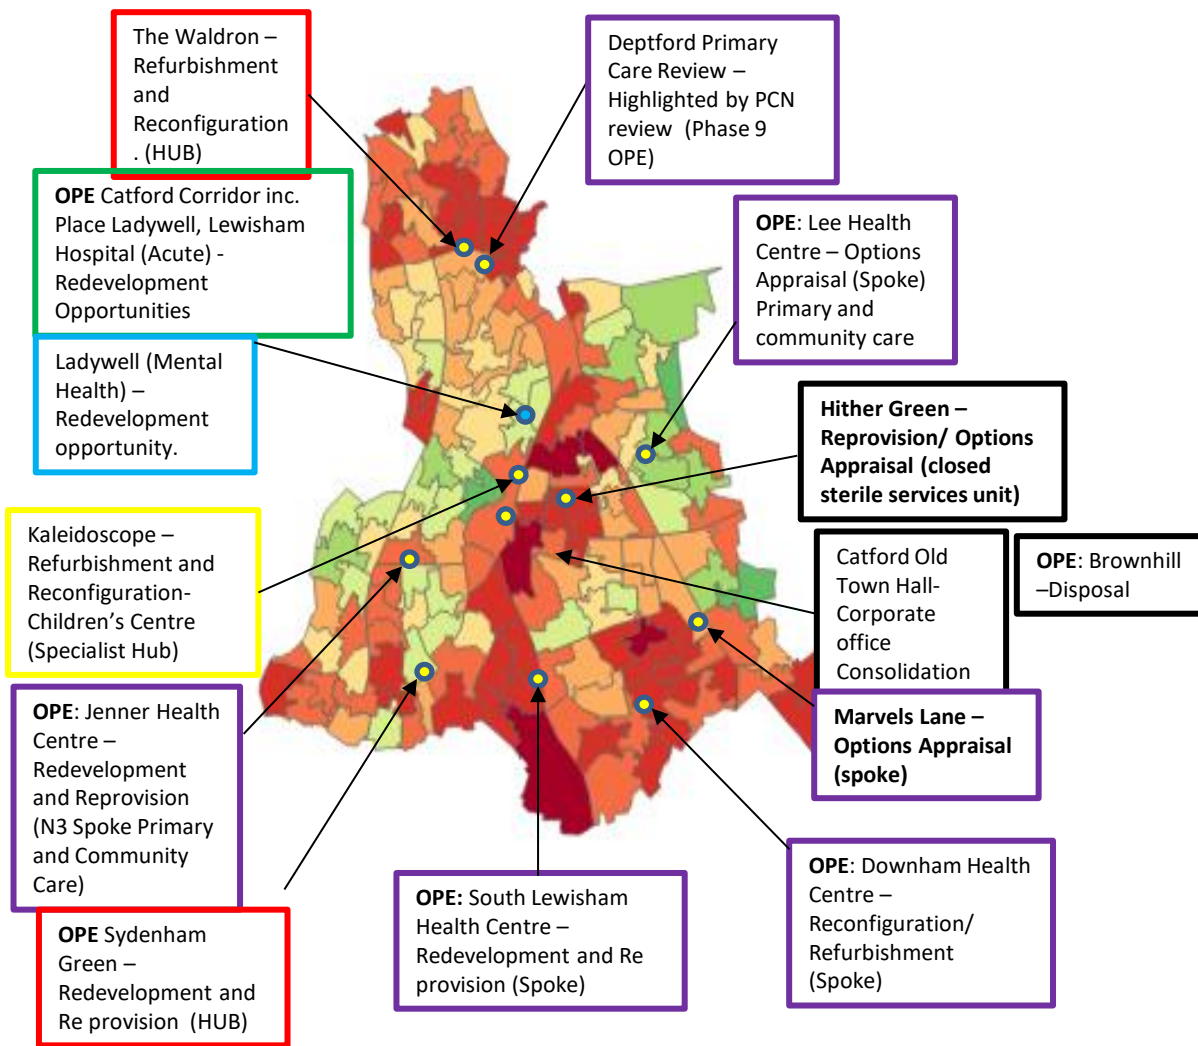 The Waldron –
Refurbishment
and
Reconfiguration
. (HUB)
Deptford Primary
Care Review –
Highlighted by PCN
review (Phase 9
OPE)
OPE Catford Corridor inc.
Place Ladywell, Lewisham
Hospital (Acute) -
Redevelopment
Opportunities
OPE: Lee Health
Centre – Options
Appraisal (Spoke)
Primary and
community care
Ladywell (Mental
Health) –
Redevelopment
opportunity.
Hither Green –
Reprovision/ Options
Appraisal (closed
sterile services unit)
Kaleidoscope –
Refurbishment and
Reconfiguration-
Children’s Centre
(Specialist Hub)
Catford Old
Town Hall-
Corporate
office
Consolidation
OPE: Brownhill
–Disposal
OPE: Jenner Health
Centre –
Redevelopment
and Reprovision
(N3 Spoke Primary
and Community
Care)
Marvels Lane –
Options Appraisal
(spoke)
OPE Sydenham
Green –
Redevelopment and
Re provision (HUB)
OPE: South Lewisham
Health Centre –
Redevelopment and Re
provision (Spoke)
OPE: Downham Health
Centre –
Reconfiguration/
Refurbishment
(Spoke)